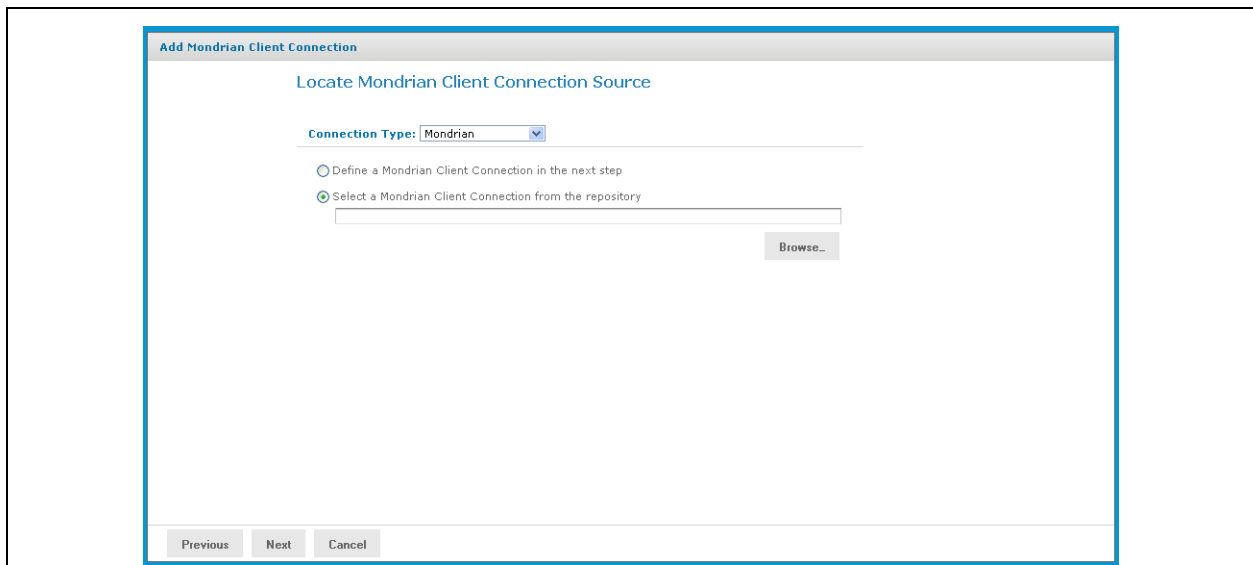 Add Mondrian Client Connection
Locate Mondrian Client Connection Source
Connection Type: Mondrian
Define a Mondrian Client Connection in the next step
Select a Mondrian Client Connection from the repository
Browse...
Previous Next Cancel